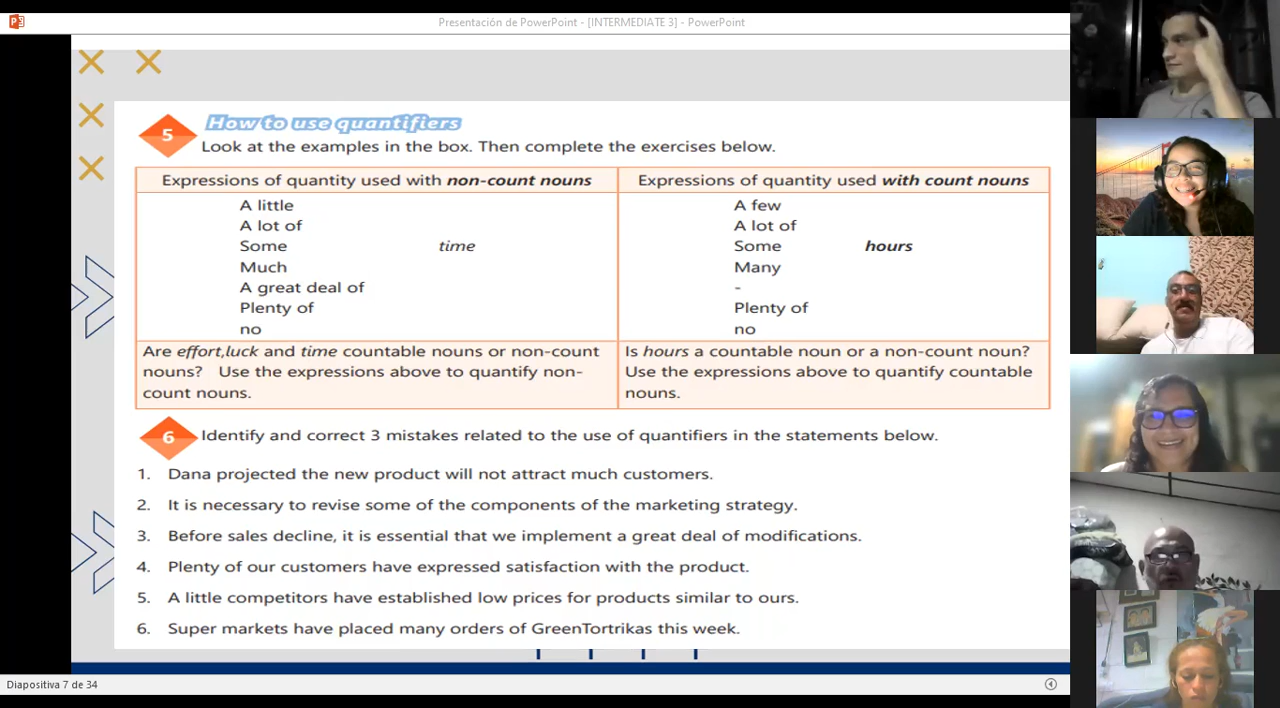 Presentación de PowerPoint - [INTERMEDIATE 3] - PowerPoint
5
How to use quantifiers
Look at the examples in the box. Then complete the exercises below.
Expressions of quantity used with non-count nouns
A little
A lot of
Some time
Much
A great deal of
Plenty of
no
Are effort,luck and time countable nouns or non-count
nouns? Use the expressions above to quantify non-
count nouns.
Expressions of quantity used with count nouns
A few
A lot of
Some hours
Many
-
Plenty of
no
Is hours a countable noun or a non-count noun?
Use the expressions above to quantify countable
nouns.
6
Identify and correct 3 mistakes related to the use of quantifiers in the statements below.
1. Dana projected the new product will not attract much customers.
2. It is necessary to revise some of the components of the marketing strategy.
3. Before sales decline, it is essential that we implement a great deal of modifications.
4. Plenty of our customers have expressed satisfaction with the product.
5. A little competitors have established low prices for products similar to ours.
6. Super markets have placed many orders of GreenTortrikas this week.
Diapositiva 7 de 34